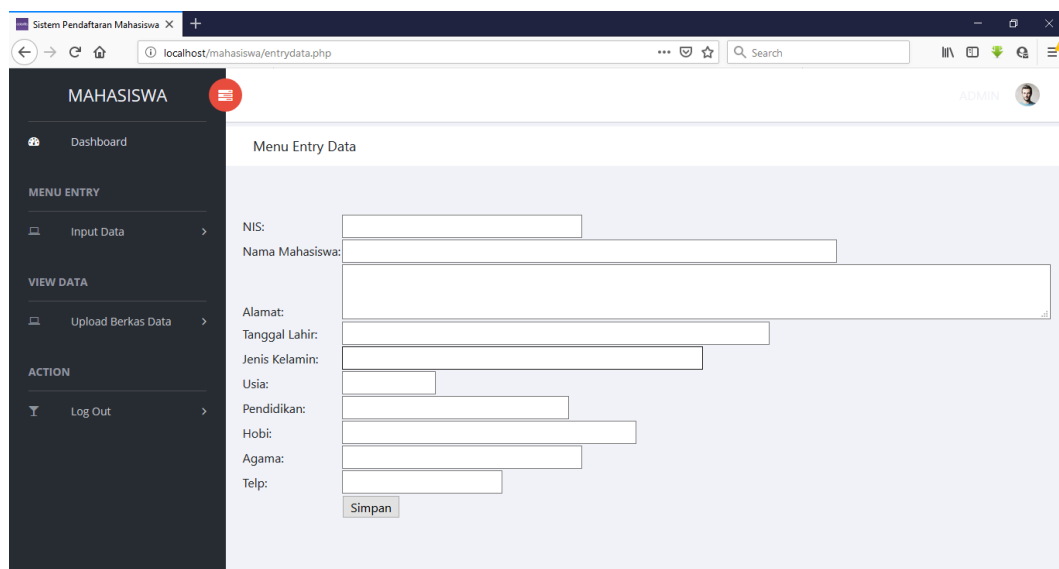 Sistem Pendaftaran Mahasiswa
localhost/mahasiswa/entrydata.php
Search
MAHASISWA
ADMIN
Dashboard
Menu Entry Data
MENU ENTRY
Input Data
VIEW DATA
Upload Berkas Data
ACTION
Log Out
NIS:
Nama Mahasiswa:
Alamat:
Tanggal Lahir:
Jenis Kelamin:
Usia:
Pendidikan:
Hobi:
Agama:
Telp:
Simpan